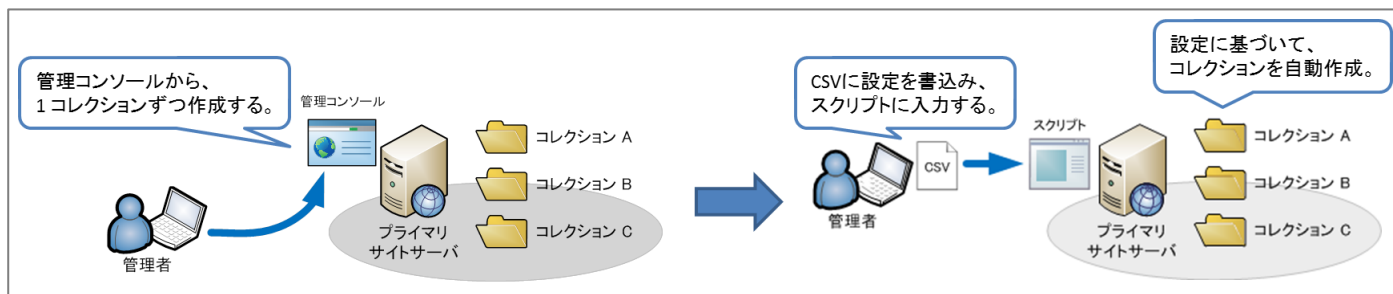 管理コンソールから、
1 コレクションずつ作成する。
管理コンソール
コレクション A
コレクション B
コレクション C
プライマリ
サイトサーバ
管理者
CSVに設定を書込み、
スクリプトに入力する。
設定に基づいて、
コレクションを自動作成。
スクリプト
CSV
管理者
コレクション A
コレクション B
コレクション C
プライマリ
サイトサーバ